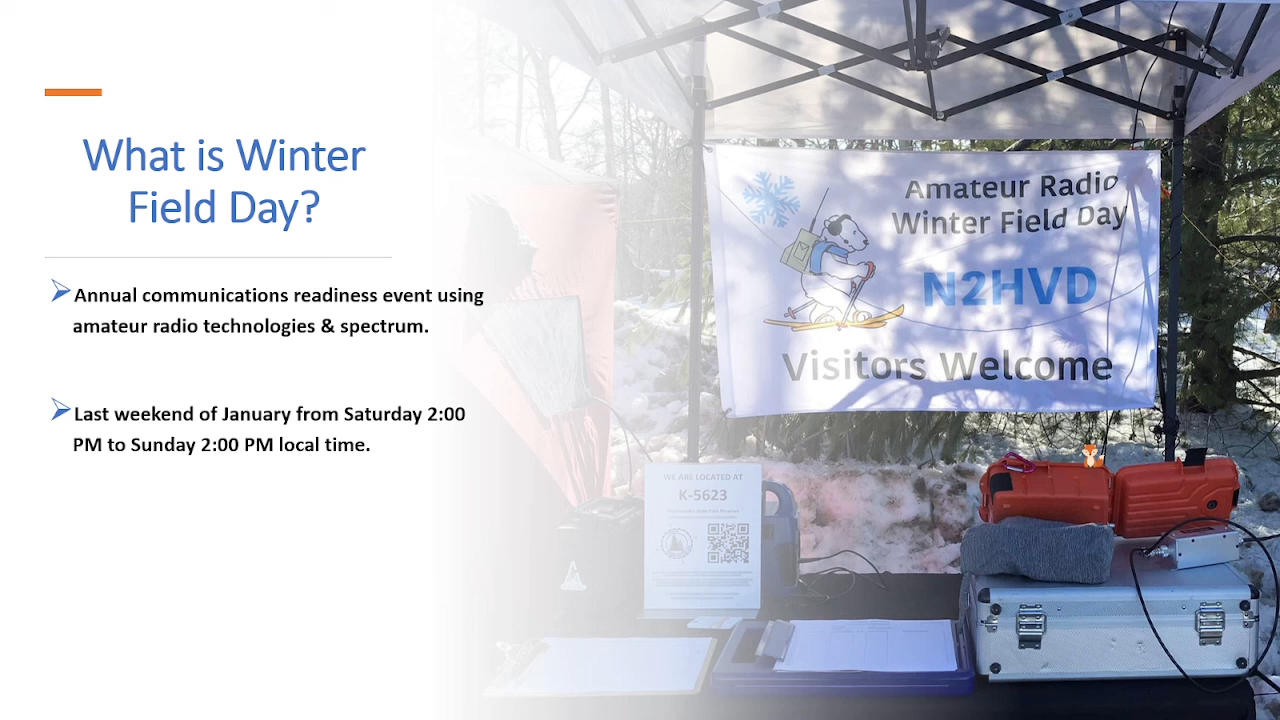 What is Winter
Field Day?
Annual communications readiness event using
amateur radio technologies & spectrum.
Last weekend of January from Saturday 2:00
PM to Sunday 2:00 PM local time.
Amateur Radio
Winter Field Day
N2HVD
Visitors Welcome
WE ARE LOCATED AT
K-5623